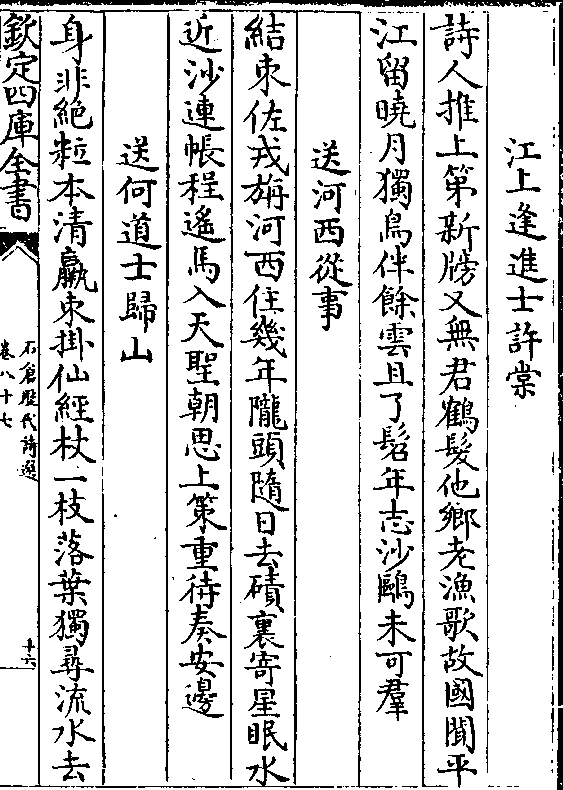 江上逢進士許棠
詩人推上第新牓又無君鶴髮他鄉老漁歌故國聞平
江留曉月獨鳥伴餘雲且了髫年志沙鷗未可羣
送河西從事
結束佐戎旃河西住幾年隴頭隨日去磧裏寄星眠水
近沙連帳程遙馬入天聖朝思上策重待奏安邊
送何道士歸山
身非絕粒本清羸束掛仙經杖一枝落葉獨尋流水去
欽定四庫全書
石倉歷代詩選
卷八十七
十六